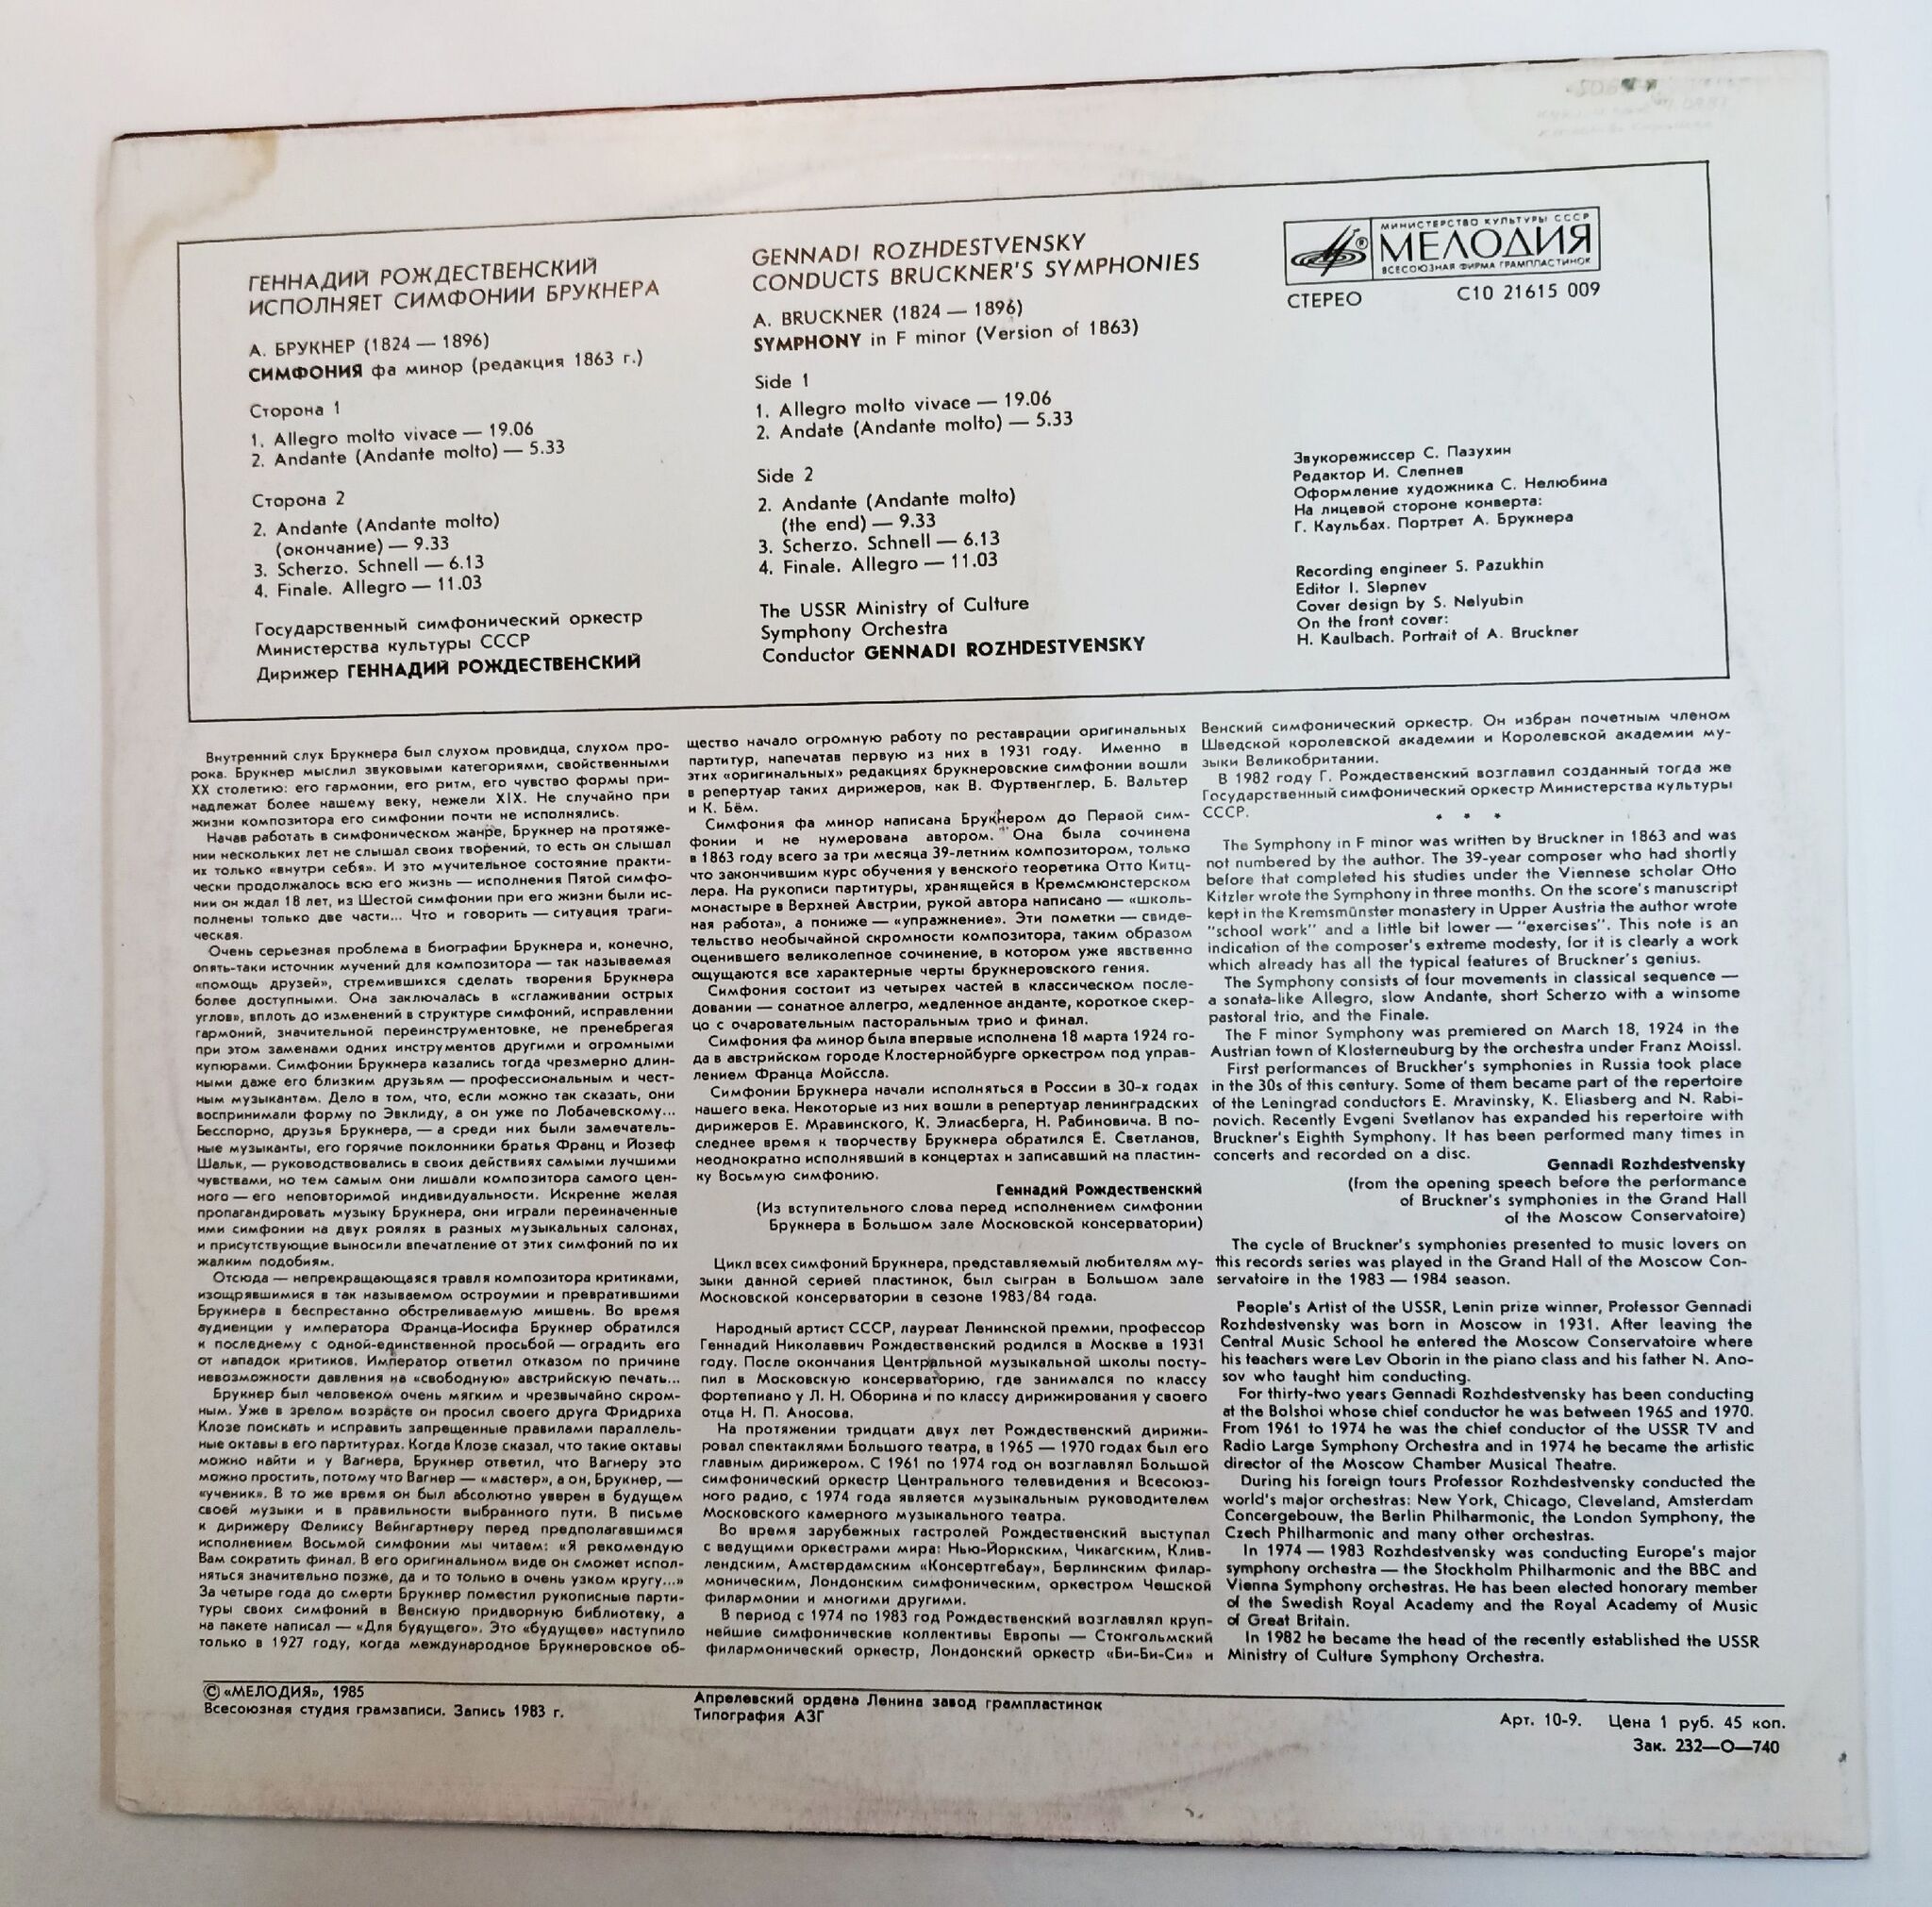 ГЕННАДИЙ РОЖДЕСТВЕНСКИЙ
ИСПОЛНЯЕТ СИМФОНИИ БРУКНЕРА
А. БРУКНЕР (1824 — 1896)
СИМФОНИЯ фа минор (редакция 1863 г.)
Сторона 1
1. Allegro molto vivace — 19.06
2. Andante (Andante molto) — 5.33
Сторона 2
2. Andante (Andante molto)
(окончание) — 9.33
3. Scherzo. Schnell — 6.13
4. Finale. Allegro — 11.03
Государственный симфонический оркестр
Министерства культуры СССР
Дирижер ГЕННАДИЙ РОЖДЕСТВЕНСКИЙ
GENNADI ROZHDESTVENSKY
CONDUCTS BRUCKNER'S SYMPHONIES
A. BRUCKNER (1824 — 1896)
SYMPHONY in F minor (Version of 1863)
Side 1
1. Allegro molto vivace — 19.06
2. Andate (Andante molto) — 5.33
Side 2
2. Andante (Andante molto)
(the end) — 9.33
3. Scherzo. Schnell — 6.13
4. Finale. Allegro — 11.03
The USSR Ministry of Culture
Symphony Orchestra
Conductor GENNADI ROZHDESTVENSKY
МИНИСТЕРСТВО КУЛЬТУРЫ СССР
МЕЛОДИЯ
ВСЕСОЮЗНАЯ ФИРМА ГРАМПЛАСТИНОК
СТЕРЕО С10 21615 009
Звукорежиссер С. Пазухин
Редактор И. Слепнев
Оформление художника С. Нелюбина
На лицевой стороне конверта:
Г. Каульбах. Портрет А. Брукнера
Recording engineer S. Pazukhin
Editor I. Slepnev
Cover design by S. Nelyubin
On the front cover:
H. Kaulbach. Portrait of A. Bruckner
Внутренний слух Брукнера был слухом провидца, слухом про-
рока. Брукнер мыслил звуковыми категориями, свойственными
XX столетию: его гармонии, его ритм, его чувство формы при-
надлежат более нашему веку, нежели XIX. Не случайно при
жизни композитора его симфонии почти не исполнялись.
Начав работать в симфоническом жанре, Брукнер на протяже-
нии нескольких лет не слышал своих творений, то есть он слышал
их только «внутри себя». И это мучительное состояние практи-
чески продолжалось всю его жизнь — исполнения Пятой симфо-
нии он ждал 18 лет, из Шестой симфонии при его жизни были ис-
полнены только две части... Что и говорить — ситуация траги-
ческая.
Очень серьезная проблема в биографии Брукнера и, конечно,
опять-таки источник мучений для композитора — так называемая
«помощь друзей», стремившихся сделать творения Брукнера
более доступными. Она заключалась в «сглаживании острых
углов», вплоть до изменений в структуре симфоний, исправлении
гармоний, значительной переинструментовке, не пренебрегая
при этом заменами одних инструментов другими и огромными
купюрами. Симфонии Брукнера казались тогда чрезмерно длин-
ными даже его близким друзьям — профессиональным и чест-
ным музыкантам. Дело в том, что, если можно так сказать, они
воспринимали форму по Эвклиду, а он уже по Лобачевскому...
Бесспорно, друзья Брукнера, — а среди них были замечатель-
ные музыканты, его горячие поклонники братья Франц и Йозеф
Шальк, — руководствовались в своих действиях самыми лучшими
чувствами, но тем самым они лишали композитора самого цен-
ного — его неповторимой индивидуальности. Искренне желая
пропагандировать музыку Брукнера, они играли переиначенные
ими симфонии на двух роялях в разных музыкальных салонах,
и присутствующие выносили впечатление от этих симфоний по их
жалким подобиям.
Отсюда — непрекращающаяся травля композитора критиками,
изощрявшимися в так называемом остроумии и превратившими
Брукнера в беспрестанно обстреливаемую мишень. Во время
аудиенции у императора Франца-Иосифа Брукнер обратился
к последнему с одной-единственной просьбой — оградить его
от нападок критиков. Император ответил отказом по причине
невозможности давления на «свободную» австрийскую печать...
Брукнер был человеком очень мягким и чрезвычайно скром-
ным. Уже в зрелом возрасте он просил своего друга Фридриха
Клозе поискать и исправить запрещенные правилами параллель-
ные октавы в его партитурах. Когда Клозе сказал, что такие октавы
можно найти и у Вагнера, Брукнер ответил, что Вагнеру это
можно простить, потому что Вагнер — «мастер», а он, Брукнер, —
«ученик». В то же время он был абсолютно уверен в будущем
своей музыки и в правильности выбранного пути. В письме
к дирижеру Феликсу Вейнгартнеру перед предполагавшимся
исполнением Восьмой симфонии мы читаем: «Я рекомендую
Вам сократить финал. В его оригинальном виде он сможет испол-
няться значительно позже, да и то только в очень узком кругу...»
За четыре года до смерти Брукнер поместил рукописные парти-
туры своих симфоний в Венскую придворную библиотеку, а
на пакете написал — «Для будущего». Это «будущее» наступило
только в 1927 году, когда международное Брукнеровское об-
щество начало огромную работу по реставрации оригинальных
партитур, напечатав первую из них в 1931 году. Именно в
этих «оригинальных» редакциях брукнеровские симфонии вошли
в репертуар таких дирижеров, как В. Фуртвенглер, Б. Вальтер
и К. Бём.
Симфония фа минор написана Брукнером до Первой сим-
фонии и не нумерована автором. Она была сочинена
в 1863 году всего за три месяца 39-летним композитором, только
что закончившим курс обучения у венского теоретика Отто Китц-
лера. На рукописи партитуры, хранящейся в Кремсмюнстерском
монастыре в Верхней Австрии, рукой автора написано — «школь-
ная работа», а пониже — «упражнение». Эти пометки — свиде-
тельство необычайной скромности композитора, таким образом
оценившего великолепное сочинение, в котором уже явственно
ощущаются все характерные черты брукнеровского гения.
Симфония состоит из четырех частей в классическом после-
довании — сонатное аллегро, медленное анданте, короткое скер-
цо с очаровательным пасторальным трио и финал.
Симфония фа минор была впервые исполнена 18 марта 1924 го-
да в австрийском городе Клостернойбурге оркестром под управ-
лением Франца Мойссла.
Симфонии Брукнера начали исполняться в России в 30-х годах
нашего века. Некоторые из них вошли в репертуар ленинградских
дирижеров Е. Мравинского, К. Элиасберга, Н. Рабиновича. В по-
следнее время к творчеству Брукнера обратился Е. Светланов,
неоднократно исполнявший в концертах и записавший на пластин-
ку Восьмую симфонию.
Геннадий Рождественский
(Из вступительного слова перед исполнением симфонии
Брукнера в Большом зале Московской консерватории)
Цикл всех симфоний Брукнера, представляемый любителям му-
зыки данной серией пластинок, был сыгран в Большом зале
Московской консерватории в сезоне 1983/84 года.
Народный артист СССР, лауреат Ленинской премии, профессор
Геннадий Николаевич Рождественский родился в Москве в 1931
году. После окончания Центральной музыкальной школы посту-
пил в Московскую консерваторию, где занимался по классу
фортепиано у Л. Н. Оборина и по классу дирижирования у своего
отца Н. П. Аносова.
На протяжении тридцати двух лет Рождественский дирижи-
ровал спектаклями Большого театра, в 1965 — 1970 годах был его
главным дирижером. С 1961 по 1974 год он возглавлял Большой
симфонический оркестр Центрального телевидения и Всесоюз-
ного радио, с 1974 года является музыкальным руководителем
Московского камерного музыкального театра.
Во время зарубежных гастролей Рождественский выступал
с ведущими оркестрами мира: Нью-Йоркским, Чикагским, Клив-
лендским, Амстердамским «Консертгебау», Берлинским филар-
моническим, Лондонским симфоническим, оркестром Чешской
филармонии и многими другими.
В период с 1974 по 1983 год Рождественский возглавлял круп-
нейшие симфонические коллективы Европы — Стокгольмский
филармонический оркестр, Лондонский оркестр «Би-Би-Си» и
Венский симфонический оркестр. Он избран почетным членом
Шведской королевской академии и Королевской академии му-
зыки Великобритании.
В 1982 году Г. Рождественский возглавил созданный тогда же
Государственный симфонический оркестр Министерства культуры
СССР.
* * *
The Symphony in F minor was written by Bruckner in 1863 and was
not numbered by the author. The 39-year composer who had shortly
before that completed his studies under the Viennese scholar Otto
Kitzler wrote the Symphony in three months. On the score's manuscript
kept in the Kremsmünster monastery in Upper Austria the author wrote
"school work" and a little bit lower — "exercises". This note is an
indication of the composer's extreme modesty, for it is clearly a work
which already has all the typical features of Bruckner's genius.
The Symphony consists of four movements in classical sequence —
a sonata-like Allegro, slow Andante, short Scherzo with a winsome
pastoral trio, and the Finale.
The F minor Symphony was premiered on March 18, 1924 in the
Austrian town of Klosterneuburg by the orchestra under Franz Moissl.
First performances of Bruckher's symphonies in Russia took place
in the 30s of this century. Some of them became part of the repertoire
of the Leningrad conductors E. Mravinsky, K. Eliasberg and N. Rabi-
novich. Recently Evgeni Svetlanov has expanded his repertoire with
Bruckner's Eighth Symphony. It has been performed many times in
concerts and recorded on a disc.
Gennadi Rozhdestvensky
(from the opening speech before the performance
of Bruckner's symphonies in the Grand Hall
of the Moscow Conservatoire)
The cycle of Bruckner's symphonies presented to music lovers on
this records series was played in the Grand Hall of the Moscow Con-
servatoire in the 1983 — 1984 season.
People's Artist of the USSR, Lenin prize winner, Professor Gennadi
Rozhdestvensky was born in Moscow in 1931. After leaving the
Central Music School he entered the Moscow Conservatoire where
his teachers were Lev Oborin in the piano class and his father N. Ano-
sov who taught him conducting.
For thirty-two years Gennadi Rozhdestvensky has been conducting
at the Bolshoi whose chief conductor he was between 1965 and 1970.
From 1961 to 1974 he was the chief conductor of the USSR TV and
Radio Large Symphony Orchestra and in 1974 he became the artistic
director of the Moscow Chamber Musical Theatre.
During his foreign tours Professor Rozhdestvensky conducted the
world's major orchestras: New York, Chicago, Cleveland, Amsterdam
Concergebouw, the Berlin Philharmonic, the London Symphony, the
Czech Philharmonic and many other orchestras.
In 1974 — 1983 Rozhdestvensky was conducting Europe's major
symphony orchestra — the Stockholm Philharmonic and the BBC and
Vienna Symphony orchestras. He has been elected honorary member
of the Swedish Royal Academy and the Royal Academy of Music
of Great Britain.
In 1982 he became the head of the recently established the USSR
Ministry of Culture Symphony Orchestra.
© «МЕЛОДИЯ», 1985
Всесоюзная студия грамзаписи. Запись 1983 г.
Апрелевский ордена Ленина завод грампластинок
Типография АЗГ
Арт. 10-9. Цена 1 руб. 45 коп.
Зак. 232—О—740